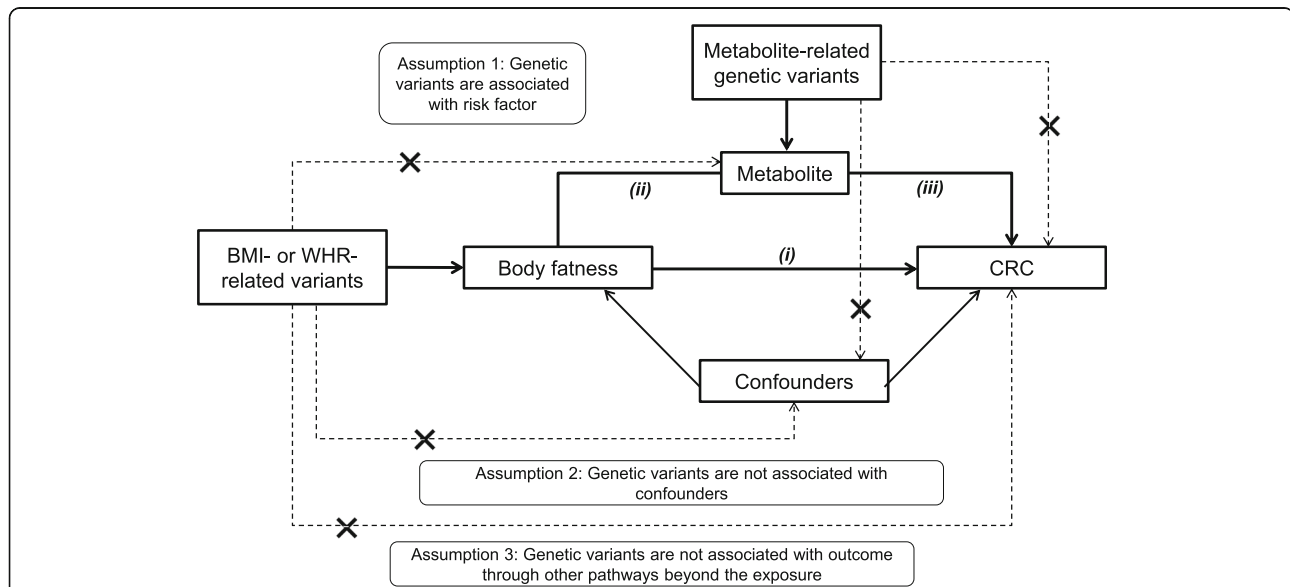 Assumption 1: Genetic
variants are associated
with risk factor
Metabolite-related
genetic variants
Metabolite
(ii)
(iii)
BMI- or WHR-
related variants
Body fatness
(i)
CRC
Confounders
Assumption 2: Genetic variants are not associated with
confounders
Assumption 3: Genetic variants are not associated with outcome
through other pathways beyond the exposure